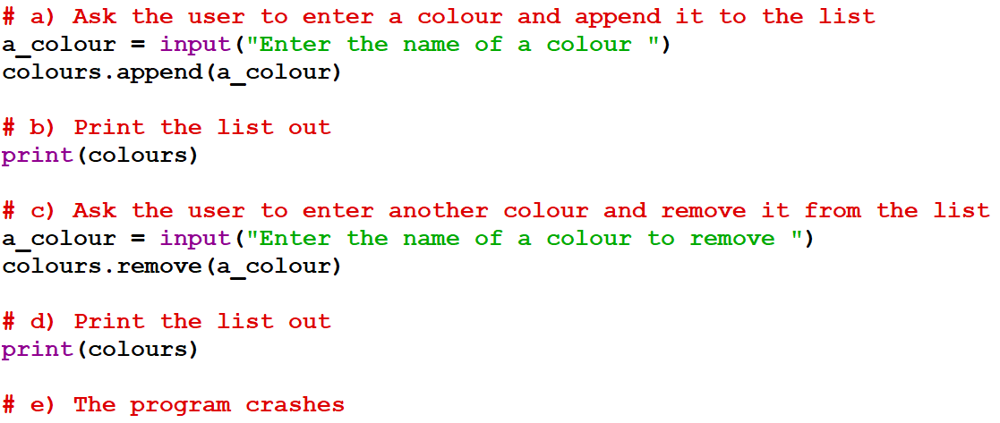 # a) Ask the user to enter a colour and append it to the list
a_colour = input("Enter the name of a colour ")
colours.append(a_colour)
# b) Print the list out
print(colours)
# c) Ask the user to enter another colour and remove it from the list
a_colour = input("Enter the name of a colour to remove ")
colours.remove(a_colour)
# d) Print the list out
print(colours)
# e) The program crashes